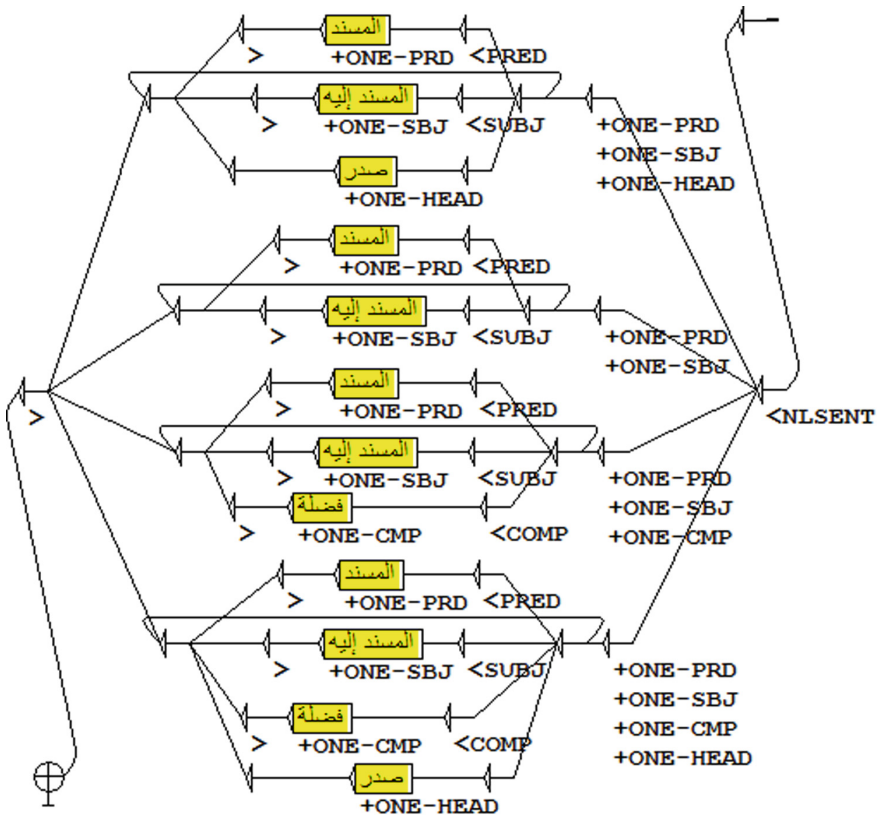 المسند
> +ONE-PRD <PRED
المسند إليه
> +ONE-SBJ <SUBJ +ONE-PRD
+ONE-SBJ
صدر
+ONE-HEAD +ONE-HEAD
المسند
> +ONE-PRD <PRED
المسند إليه
> +ONE-SBJ <SUBJ +ONE-PRD
+ONE-SBJ
المسند
> +ONE-PRD <PRED
> <NLSENT
المسند إليه
> +ONE-SBJ <SUBJ +ONE-PRD
فضلة
+ONE-SBJ
> +ONE-CMP <COMP +ONE-CMP
المسند
> +ONE-PRD <PRED
المسند إليه
> +ONE-SBJ <SUBJ +ONE-PRD
+ONE-SBJ
فضلة
+ONE-CMP
> +ONE-CMP <COMP
+ONE-HEAD
صدر
+ONE-HEAD